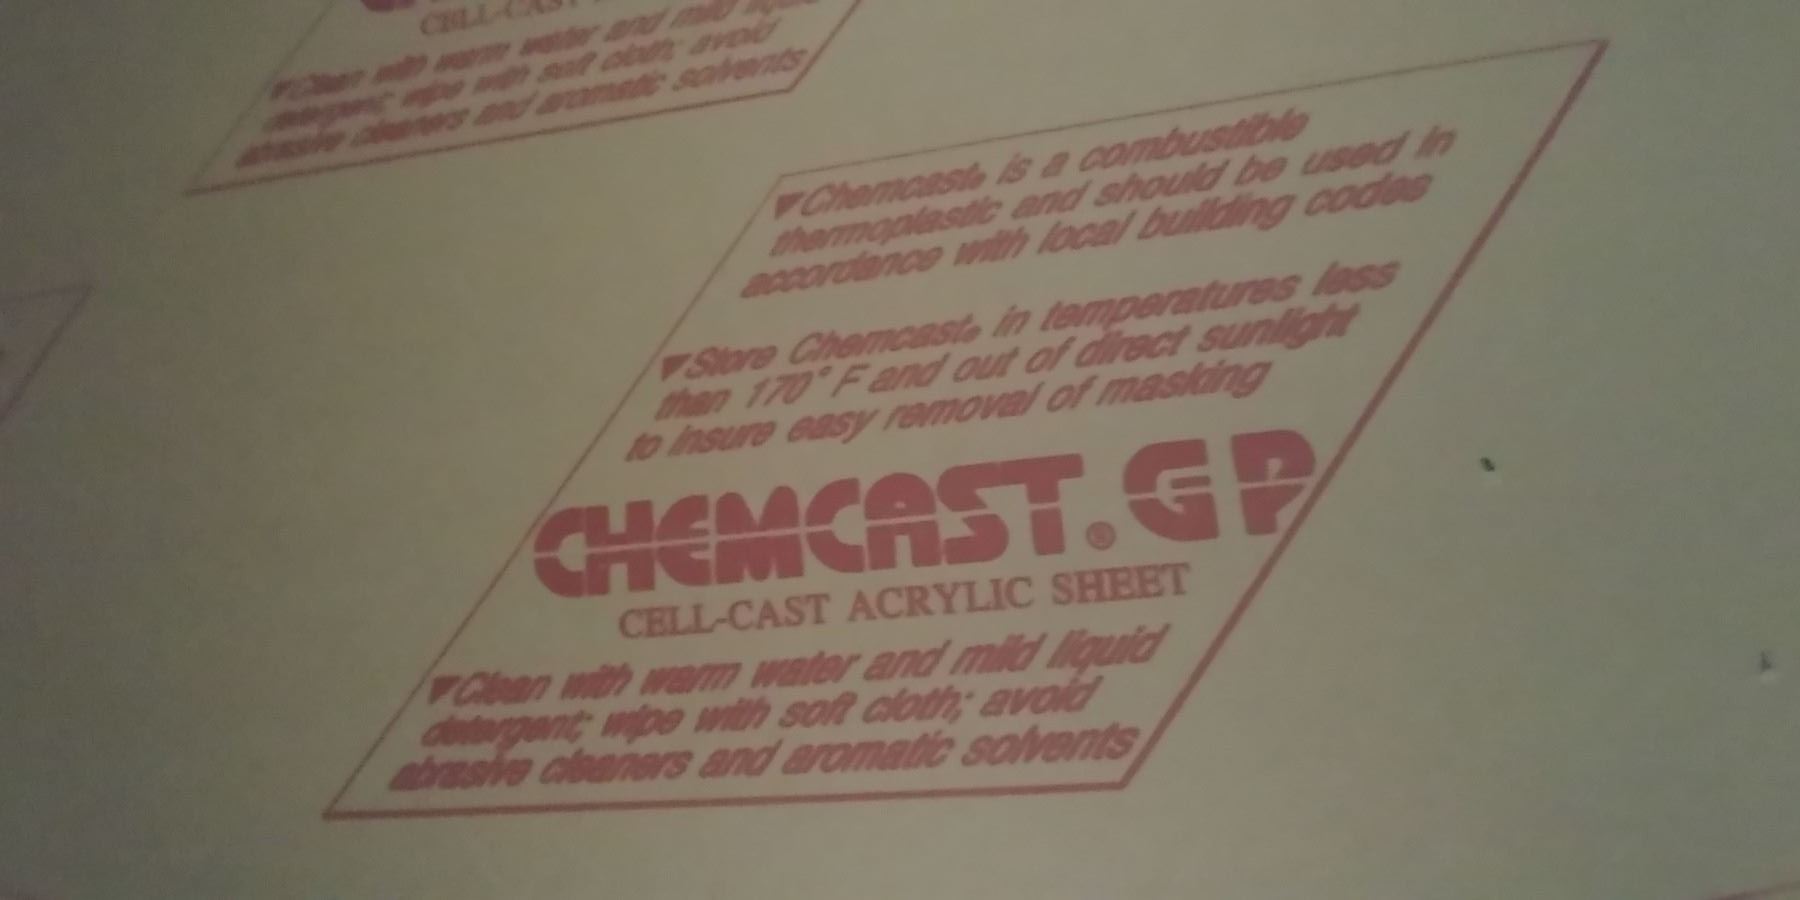 CELL-CAST
▼Clean with warm water and mild liquid
detergent; wipe with soft cloth; avoid
abrasive cleaners and aromatic solvents
▼Chemcast® is a combustible
thermoplastic and should be used in
accordance with local building codes
▼Store Chemcast® in temperatures less
than 170° F and out of direct sunlight
to insure easy removal of masking
CHEMCAST® GP
CELL-CAST ACRYLIC SHEET
▼Clean with warm water and mild liquid
detergent; wipe with soft cloth; avoid
abrasive cleaners and aromatic solvents